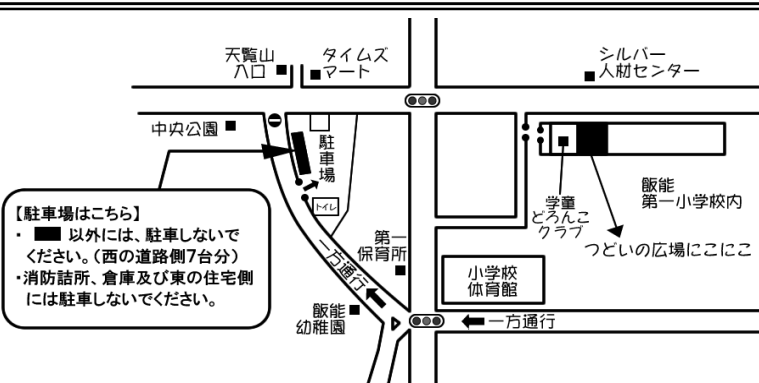 天覧山
入口
タイムズ
マート
シルバー
人材センター
中央公園
駐
車
場
トイレ
学童
どろんこ
クラブ
飯能
第一小学校内
つどいの広場にこにこ
【駐車場はこちら】
・ 以外には、駐車しないで
ください。(西の道路側7台分)
・消防詰所、倉庫及び東の住宅側
には駐車しないでください。
第一
保育所
一方通行
小学校
体育館
飯能
幼稚園
一方通行